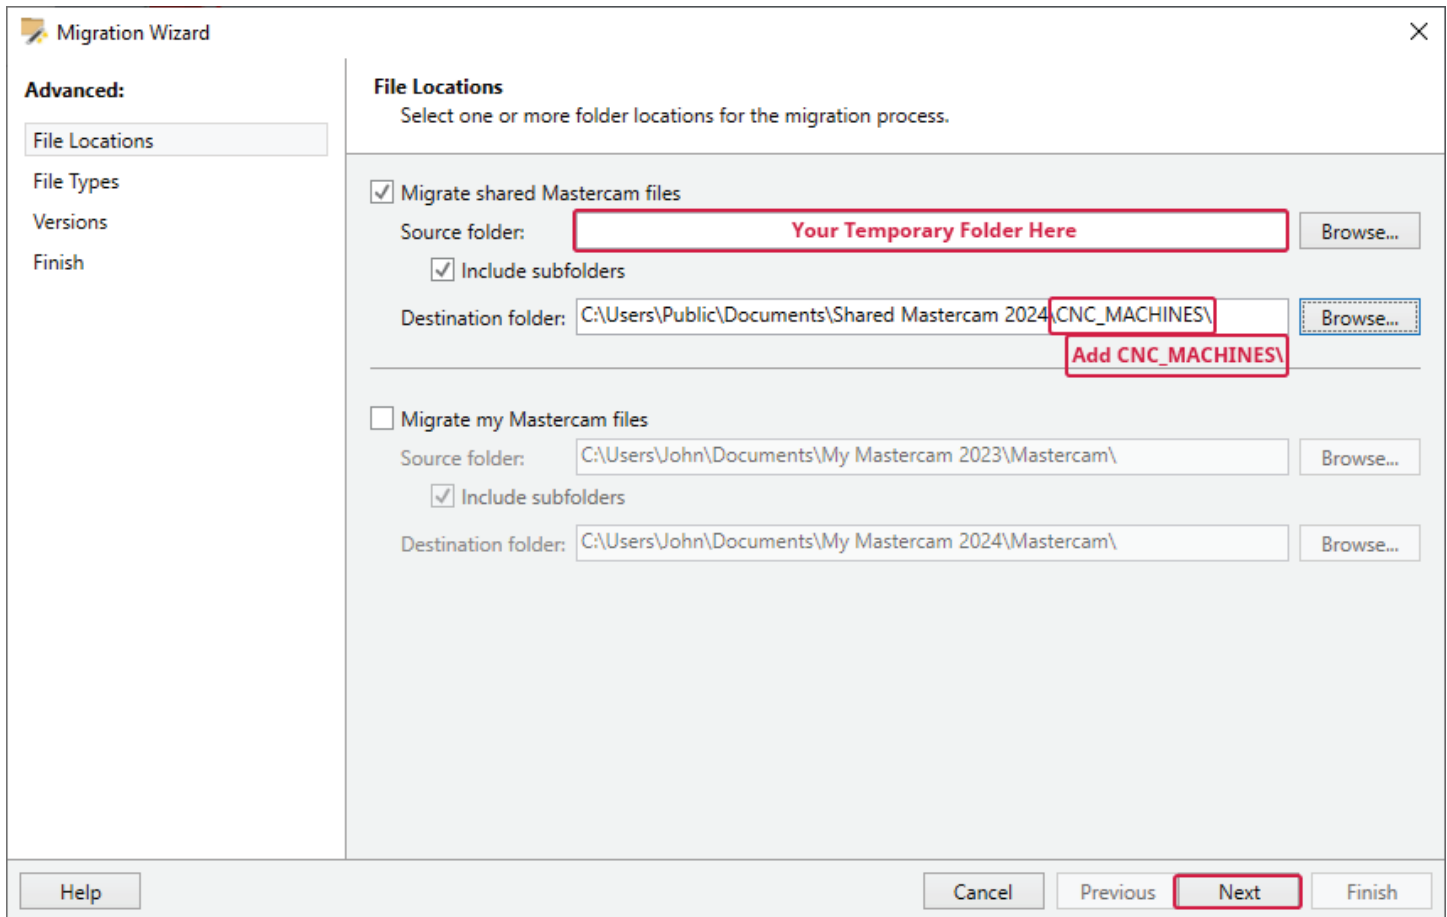 Migration Wizard
Advanced:
File Locations
File Types
Versions
Finish
File Locations
Select one or more folder locations for the migration process.
Migrate shared Mastercam files
Source folder: Your Temporary Folder Here Browse...
Include subfolders
Destination folder: C:\Users\Public\Documents\Shared Mastercam 2024\CNC_MACHINES\ Browse...
Add CNC_MACHINES\
Migrate my Mastercam files
Source folder: C:\Users\John\Documents\My Mastercam 2023\Mastercam\ Browse...
Include subfolders
Destination folder: C:\Users\John\Documents\My Mastercam 2024\Mastercam\ Browse...
Help Cancel Previous Next Finish